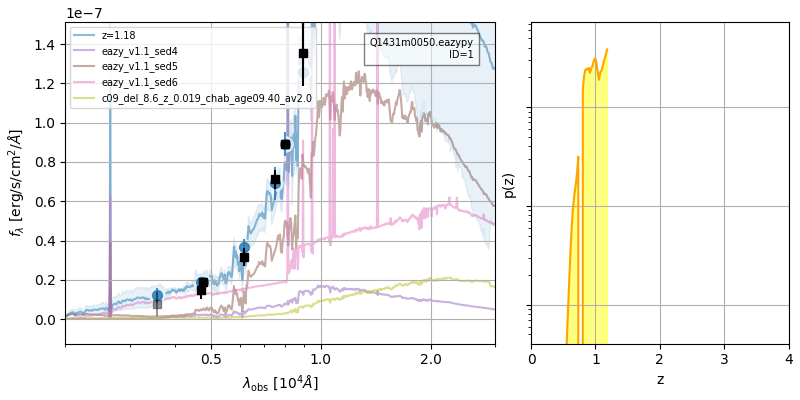 1e−7
z=1.18
eazy_v1.1_sed4
eazy_v1.1_sed5
eazy_v1.1_sed6
c09_del_8.6_z_0.019_chab_age09.40_av2.0
Q1431m0050.eazypy
ID=1
1.4
1.2
1.0
0.8
0.6
0.4
0.2
0.0
f_λ [erg/s/cm²/Å]
0.5
1.0
2.0
λ_obs [10⁴Å]
p(z)
0
1
2
3
4
z